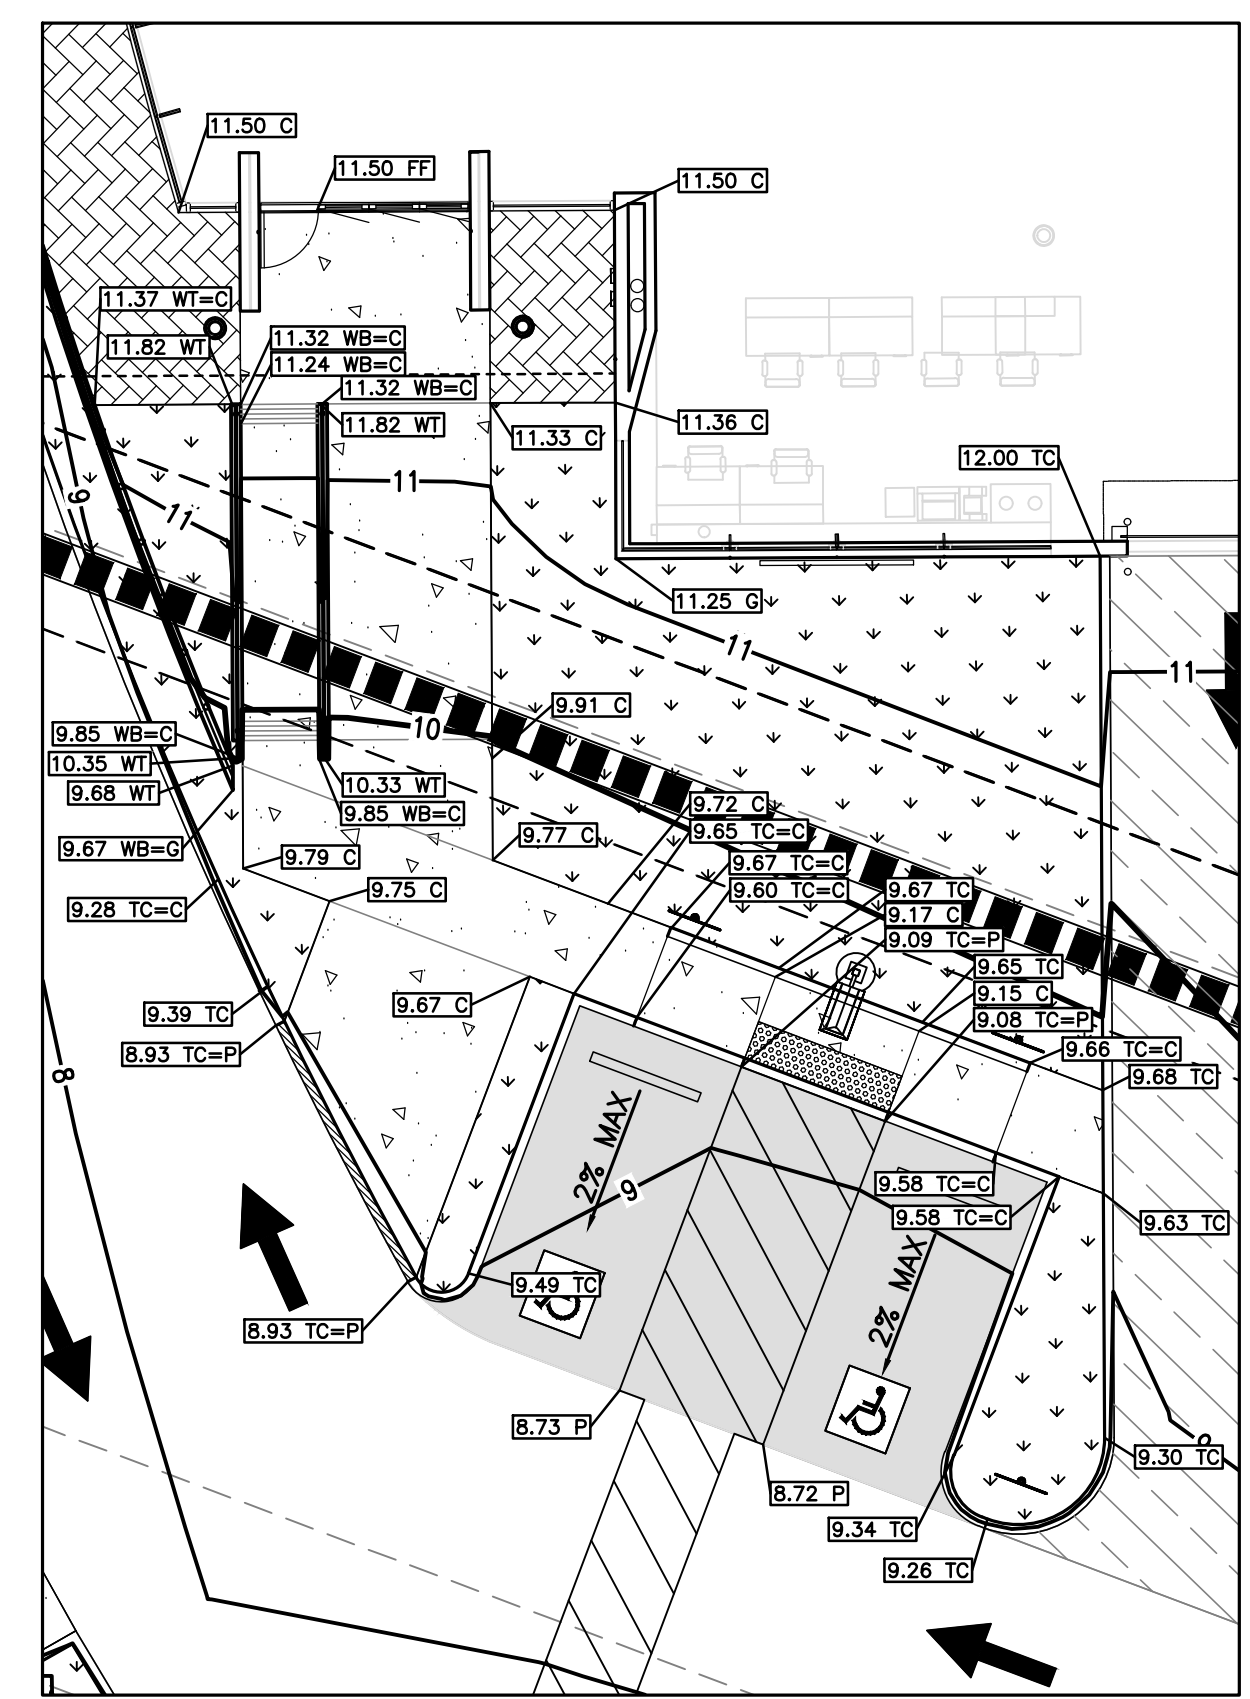 11.50 C
11.50 FF
11.50 C
11.37 WT=C
11.82 WT
11.32 WB=C
11.24 WB=C
11.32 WB=C
11.82 WT
11.33 C
11.36 C
12.00 TC
11
9
11
11.25 G
11
11
9.91 C
10
9.85 WB=C
10.35 WT
9.68 WT
10.33 WT
9.85 WB=C
9.67 WB=G
9.72 C
9.65 TC=C
9.77 C
9.79 C
9.67 TC=C
9.60 TC=C
9.75 C
9.67 TC
9.17 C
9.09 TC=P
9.28 TC=C
9.65 TC
9.15 C
9.08 TC=P
9.67 C
9.39 TC
8.93 TC=P
9.66 TC=C
9.68 TC
8
2% MAX
9
9.58 TC=C
9.58 TC=C
9.63 TC
2% MAX
9.49 TC
8.93 TC=P
8.73 P
9.30 TC
8.72 P
9.34 TC
9.26 TC